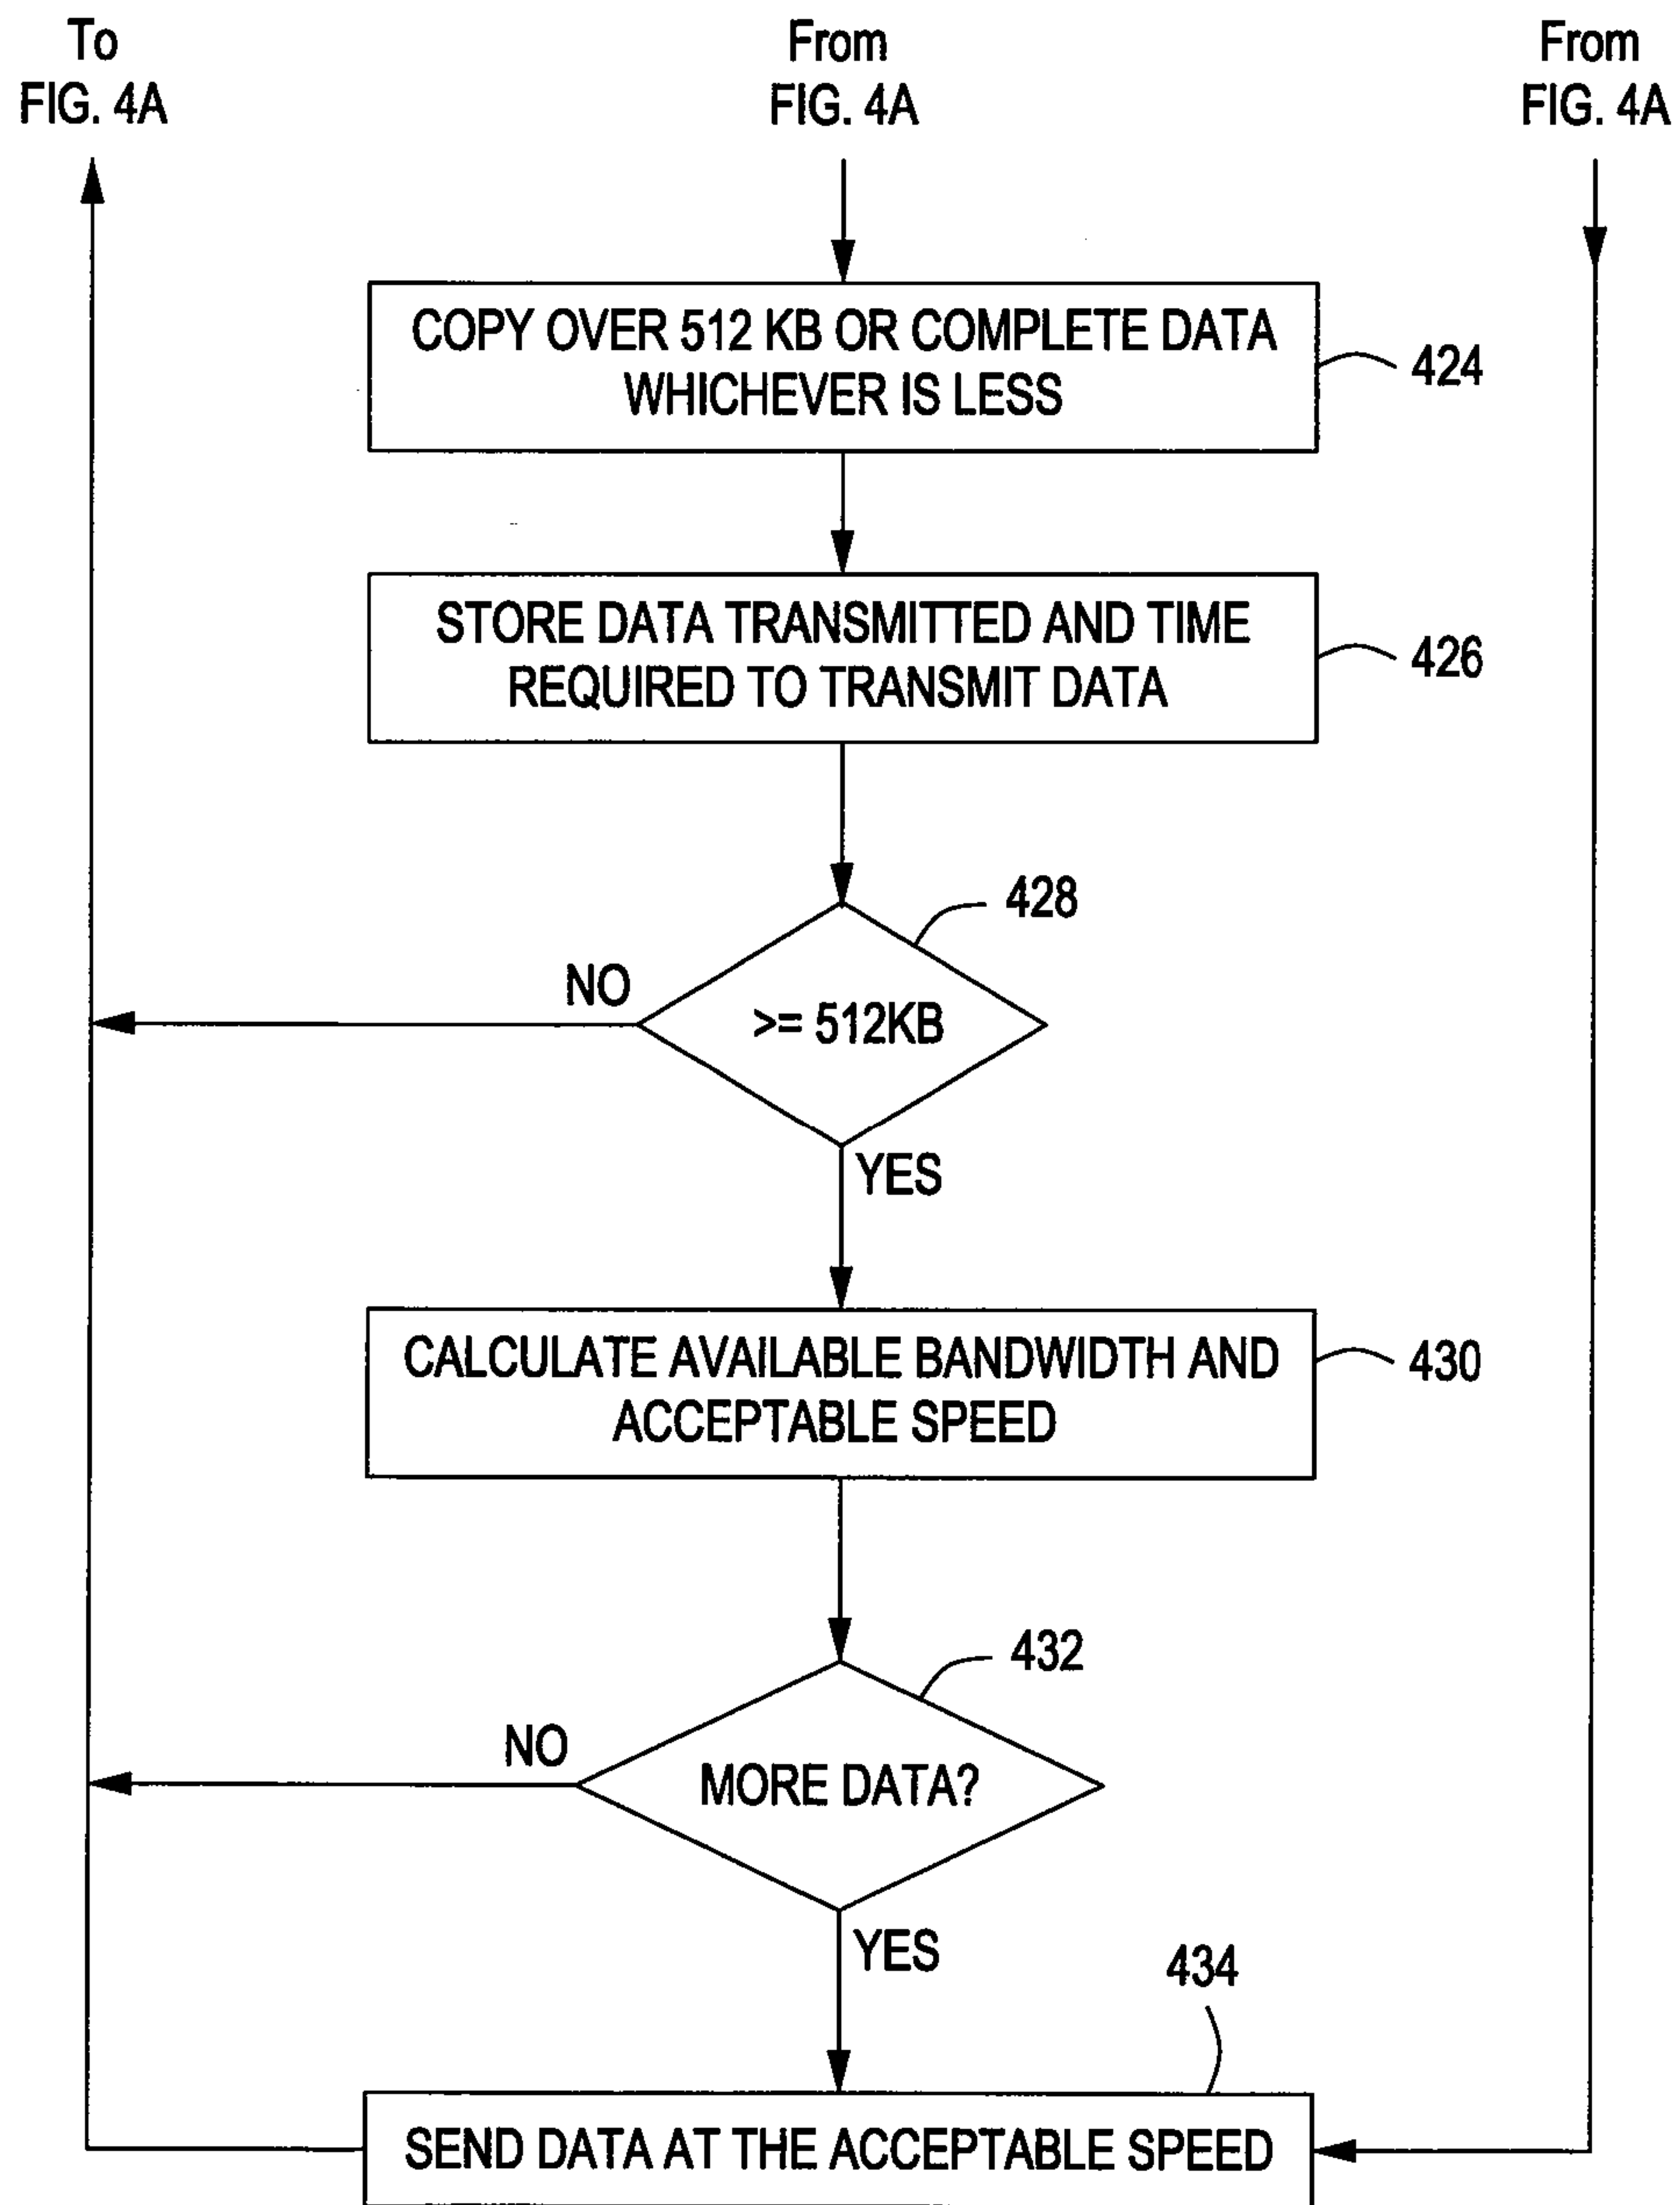 To
FIG. 4A
From
FIG. 4A
From
FIG. 4A
COPY OVER 512 KB OR COMPLETE DATA
WHICHEVER IS LESS
424
STORE DATA TRANSMITTED AND TIME
REQUIRED TO TRANSMIT DATA
426
428
NO
>= 512KB
YES
CALCULATE AVAILABLE BANDWIDTH AND
ACCEPTABLE SPEED
430
432
NO
MORE DATA?
YES
434
SEND DATA AT THE ACCEPTABLE SPEED